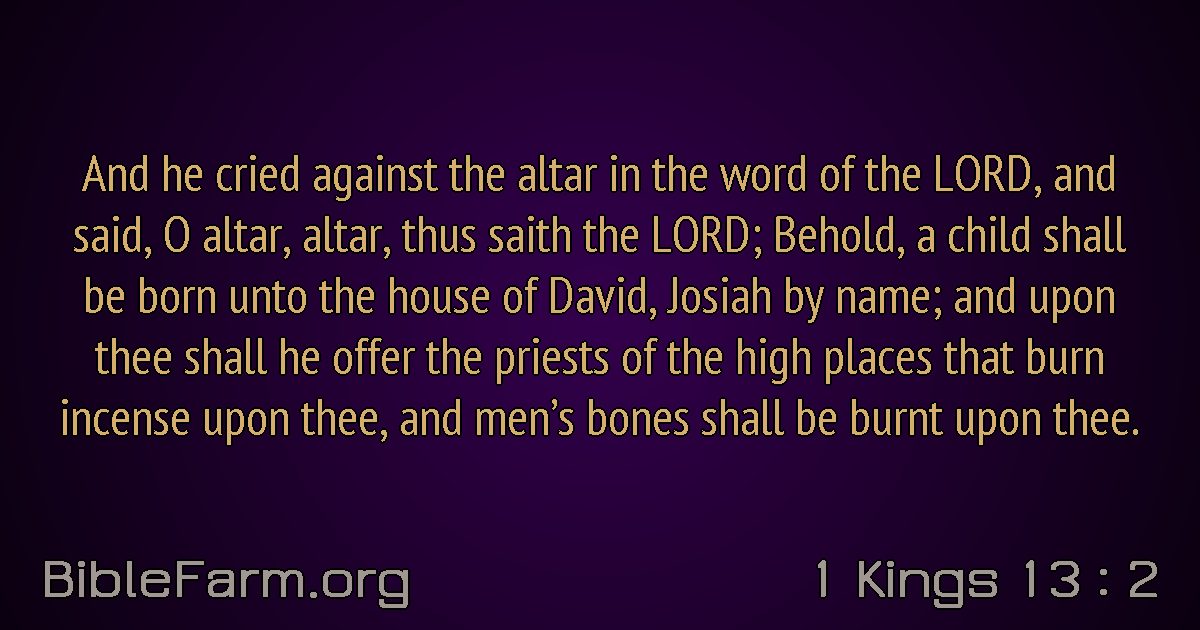 And he cried against the altar in the word of the LORD, and
said, O altar, altar, thus saith the LORD; Behold, a child shall
be born unto the house of David, Josiah by name; and upon
thee shall he offer the priests of the high places that burn
incense upon thee, and men’s bones shall be burnt upon thee.
BibleFarm.org
1 Kings 13 : 2